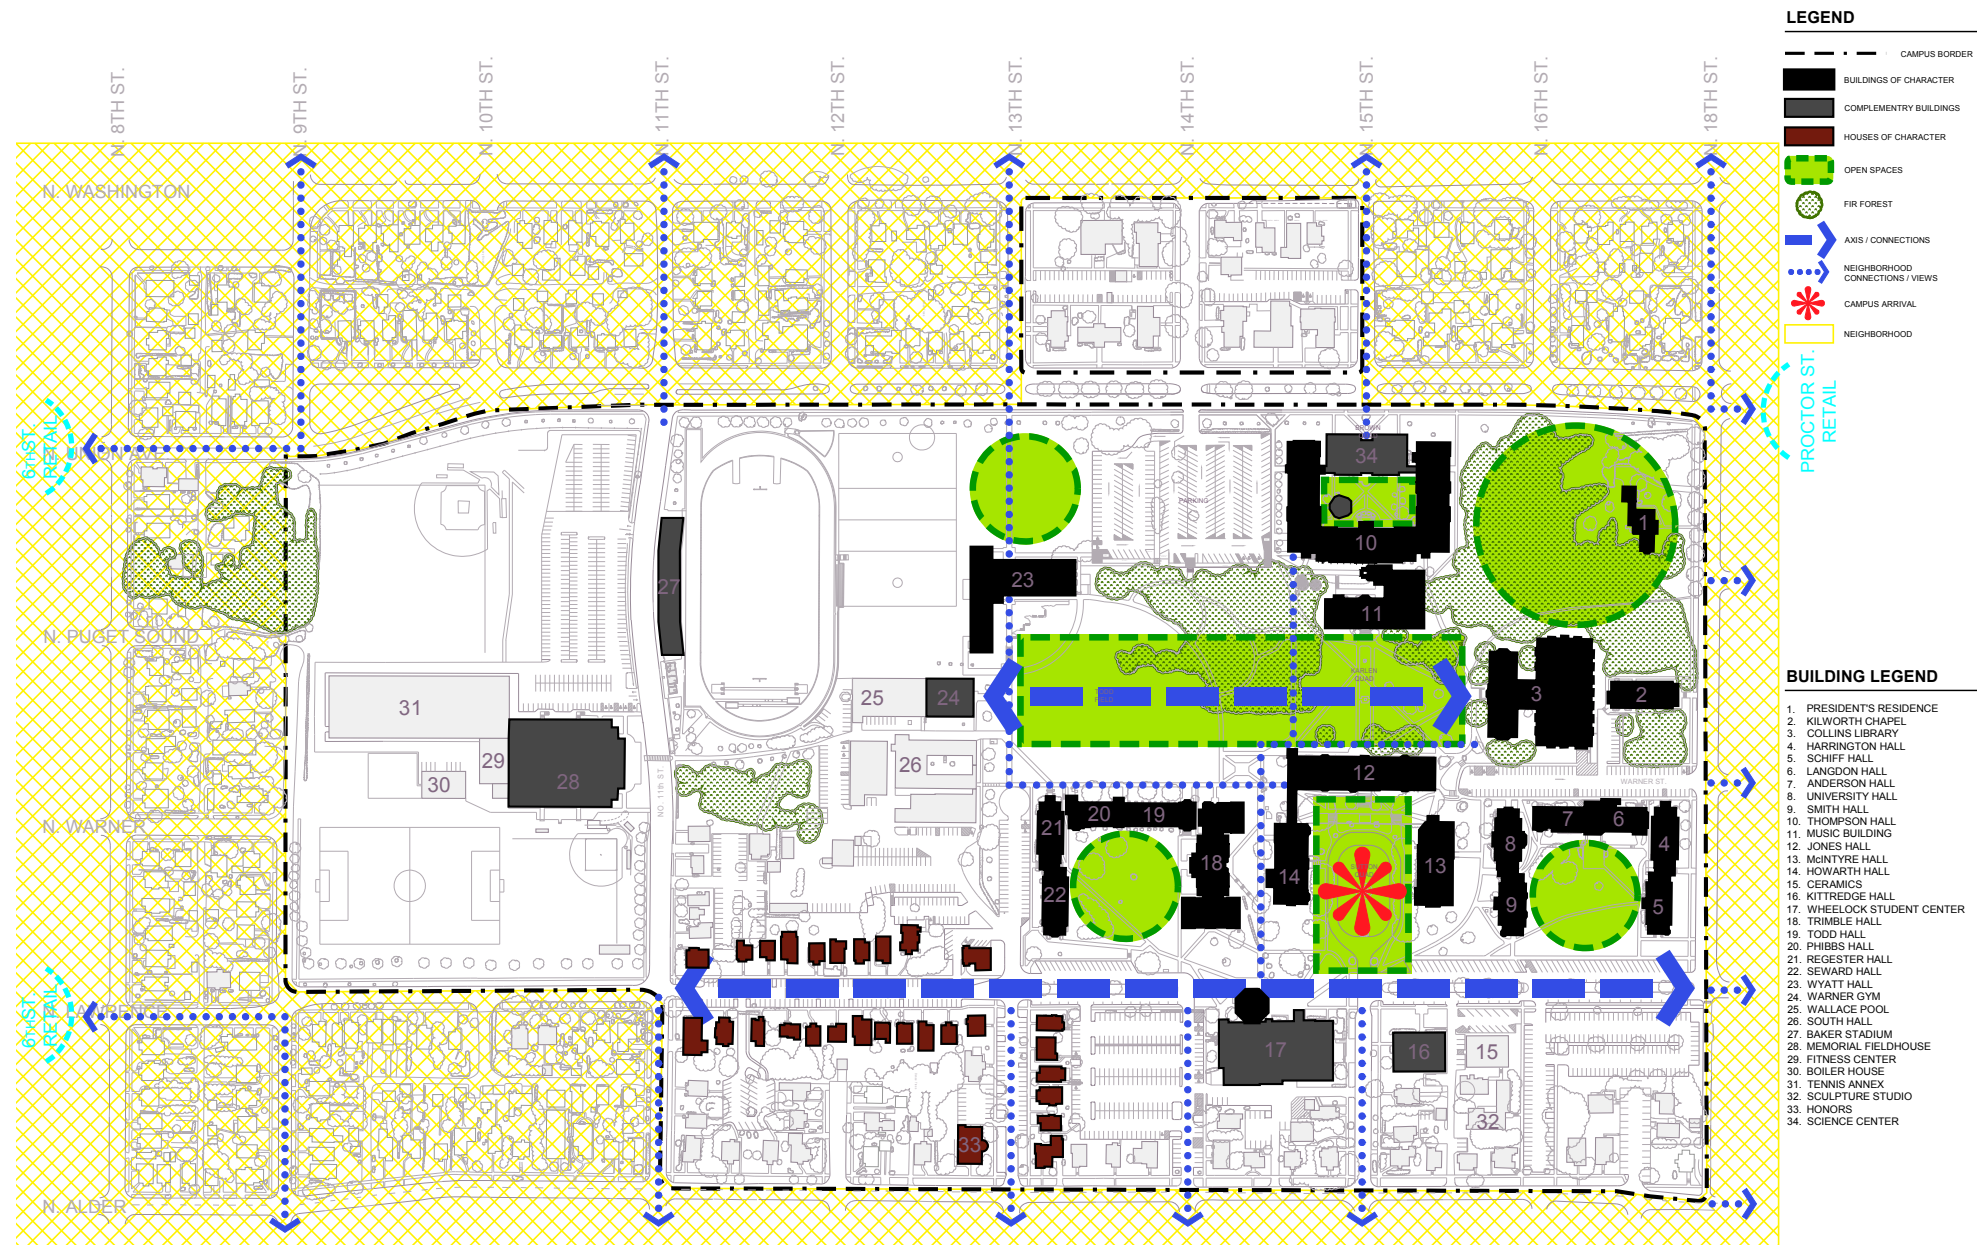 LEGEND
CAMPUS BORDER
BUILDINGS OF CHARACTER
COMPLEMENTRY BUILDINGS
HOUSES OF CHARACTER
OPEN SPACES
FIR FOREST
AXIS / CONNECTIONS
NEIGHBORHOOD
CONNECTIONS / VIEWS
CAMPUS ARRIVAL
NEIGHBORHOOD
N. 8TH ST.
N. 9TH ST.
N. 10TH ST.
N. 11TH ST.
N. 12TH ST.
N. 13TH ST.
N. 14TH ST.
N. 15TH ST.
N. 16TH ST.
N. 18TH ST.
N. WASHINGTON
6TH ST.
RETAIL
PROCTOR ST.
RETAIL
N. PUGET SOUND
N. WARNER
6TH ST.
RETAIL
N. ALDER
BROWN
34
PARKING
1
10
27
23
11
KARLEN
QUAD
31
25
24
3
2
29
30
28
26
NO. 11th ST.
12
WARNER ST.
21
20
19
22
18
14
13
8
7
6
4
9
5
17
16
15
32
33
BUILDING LEGEND
1. PRESIDENT'S RESIDENCE
2. KILWORTH CHAPEL
3. COLLINS LIBRARY
4. HARRINGTON HALL
5. SCHIFF HALL
6. LANGDON HALL
7. ANDERSON HALL
8. UNIVERSITY HALL
9. SMITH HALL
10. THOMPSON HALL
11. MUSIC BUILDING
12. JONES HALL
13. McINTYRE HALL
14. HOWARTH HALL
15. CERAMICS
16. KITTREDGE HALL
17. WHEELOCK STUDENT CENTER
18. TRIMBLE HALL
19. TODD HALL
20. PHIBBS HALL
21. REGESTER HALL
22. SEWARD HALL
23. WYATT HALL
24. WARNER GYM
25. WALLACE POOL
26. SOUTH HALL
27. BAKER STADIUM
28. MEMORIAL FIELDHOUSE
29. FITNESS CENTER
30. BOILER HOUSE
31. TENNIS ANNEX
32. SCULPTURE STUDIO
33. HONORS
34. SCIENCE CENTER